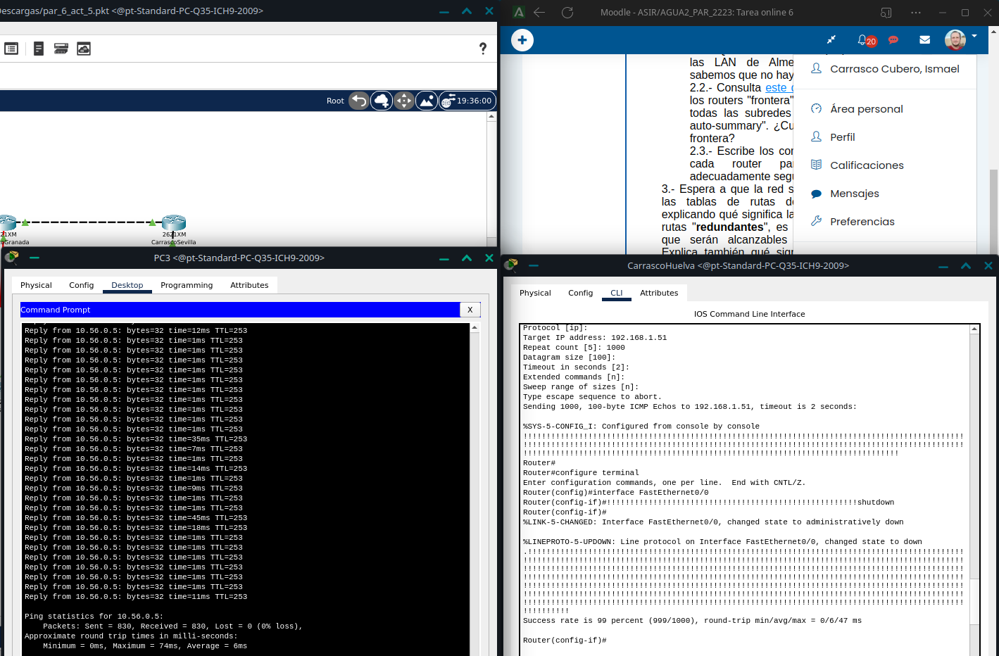 Descargas/par_6_act_5.pkt <@pt-Standard-PC-Q35-ICH9-2009>
?
Root
19:36:00
21XM
oGranada
2621XM
CarrascoSevilla
Moodle - ASIR/AGUA2_PAR_2223: Tarea online 6
20
las LAN de Alme
sabemos que no hay
2.2.- Consulta este
los routers "frontera"
todas las subredes
auto-summary". ¿Cu
frontera?
2.3.- Escribe los
cada router
adecuadamente
3.- Espera a que la red s
las tablas de rutas
explicando qué significa la
rutas "redundantes", es
que serán alcanzables
Explica también qué
Carrasco Cubero, Ismael
Área personal
Perfil
Calificaciones
Mensajes
Preferencias
PC3 <@pt-Standard-PC-Q35-ICH9-2009>
Physical Config Desktop Programming Attributes
Command Prompt
X
Reply from 10.56.0.5: bytes=32 time=12ms TTL=253
Reply from 10.56.0.5: bytes=32 time=1ms TTL=253
Reply from 10.56.0.5: bytes=32 time=1ms TTL=253
Reply from 10.56.0.5: bytes=32 time=1ms TTL=253
Reply from 10.56.0.5: bytes=32 time=1ms TTL=253
Reply from 10.56.0.5: bytes=32 time=1ms TTL=253
Reply from 10.56.0.5: bytes=32 time=1ms TTL=253
Reply from 10.56.0.5: bytes=32 time=1ms TTL=253
Reply from 10.56.0.5: bytes=32 time=1ms TTL=253
Reply from 10.56.0.5: bytes=32 time=1ms TTL=253
Reply from 10.56.0.5: bytes=32 time=1ms TTL=253
Reply from 10.56.0.5: bytes=32 time=35ms TTL=253
Reply from 10.56.0.5: bytes=32 time=7ms TTL=253
Reply from 10.56.0.5: bytes=32 time=1ms TTL=253
Reply from 10.56.0.5: bytes=32 time=14ms TTL=253
Reply from 10.56.0.5: bytes=32 time=1ms TTL=253
Reply from 10.56.0.5: bytes=32 time=9ms TTL=253
Reply from 10.56.0.5: bytes=32 time=1ms TTL=253
Reply from 10.56.0.5: bytes=32 time=1ms TTL=253
Reply from 10.56.0.5: bytes=32 time=45ms TTL=253
Reply from 10.56.0.5: bytes=32 time=18ms TTL=253
Reply from 10.56.0.5: bytes=32 time=1ms TTL=253
Reply from 10.56.0.5: bytes=32 time=1ms TTL=253
Reply from 10.56.0.5: bytes=32 time=1ms TTL=253
Reply from 10.56.0.5: bytes=32 time=1ms TTL=253
Reply from 10.56.0.5: bytes=32 time=1ms TTL=253
Reply from 10.56.0.5: bytes=32 time=1ms TTL=253
Reply from 10.56.0.5: bytes=32 time=11ms TTL=253
Ping statistics for 10.56.0.5:
Packets: Sent = 830, Received = 830, Lost = 0 (0% loss),
Approximate round trip times in milli-seconds:
Minimum = 0ms, Maximum = 74ms, Average = 6ms
CarrascoHuelva <@pt-Standard-PC-Q35-ICH9-2009>
Physical Config CLI Attributes
IOS Command Line Interface
Protocol [ip]:
Target IP address: 192.168.1.51
Repeat count [5]: 1000
Datagram size [100]:
Timeout in seconds [2]:
Extended commands [n]:
Sweep range of sizes [n]:
Type escape sequence to abort.
Sending 1000, 100-byte ICMP Echos to 192.168.1.51, timeout is 2 seconds:
%SYS-5-CONFIG_I: Configured from console by console
!!!!!!!!!!!!!!!!!!!!!!!!!!!!!!!!!!!!!!!!!!!!!!!!!!!!!!!!!!!!!!!!!!!!!!!!!!!!!!!!!!!!!!!!!!!!!!!
!!!!!!!!!!!!!!!!!!!!!!!!!!!!!!!!!!!!!!!!!!!!!!!!!!!!!!!!!!!!!!!!!!!!!!!!!!!!!!!!!!!!!!!!!!!!!!!
!!!!!!!!!!!!!!!!!!!!!!!!!!!!!!!!!!!!!!!!!!!!!!!!!!!!!!!!!!!!!!!!!!!!!!!!!!!!!!!!!
Router#
Router#configure terminal
Enter configuration commands, one per line.  End with CNTL/Z.
Router(config)#interface FastEthernet0/0
Router(config-if)#!!!!!!!!!!!!!!!!!!!!!!!!!!!!!!!!!!!!!!!!!!!!!!!!!!!!!!shutdown
Router(config-if)#
%LINK-5-CHANGED: Interface FastEthernet0/0, changed state to administratively down
%LINEPROTO-5-UPDOWN: Line protocol on Interface FastEthernet0/0, changed state to down
.!!!!!!!!!!!!!!!!!!!!!!!!!!!!!!!!!!!!!!!!!!!!!!!!!!!!!!!!!!!!!!!!!!!!!!!!!!!!!!!!!!!!!!!!!!!!!!
!!!!!!!!!!!!!!!!!!!!!!!!!!!!!!!!!!!!!!!!!!!!!!!!!!!!!!!!!!!!!!!!!!!!!!!!!!!!!!!!!!!!!!!!!!!!!!!
!!!!!!!!!!!!!!!!!!!!!!!!!!!!!!!!!!!!!!!!!!!!!!!!!!!!!!!!!!!!!!!!!!!!!!!!!!!!!!!!!!!!!!!!!!!!!!!
!!!!!!!!!!!!!!!!!!!!!!!!!!!!!!!!!!!!!!!!!!!!!!!!!!!!!!!!!!!!!!!!!!!!!!!!!!!!!!!!!!!!!!!!!!!!!!!
!!!!!!!!!!!!!!!!!!!!!!!!!!!!!!!!!!!!!!!!!!!!!!!!!!!!!!!!!!!!!!!!!!!!!!!!!!!!!!!!!!!!!!!!!!!!!!!
!!!!!!!!!!!!!!!!!!!!!!!!!!!!!!!!!!!!!!!!!!!!!!!!!!!!!!!!!!!!!!!!!!!!!!!!!!!!!!!!!!!!!!!!!!!!!!!
!!!!!!!!!!!!!!!!!!!!!!!!!!!!!!!!!!!!!!!!!!!!!!!!!!!!!!!!!!!!!!!!!!!!!!!!!!!!!!!!!!!!!!!!!!!!!!!
!!!!!!!!!!
Success rate is 99 percent (999/1000), round-trip min/avg/max = 0/6/47 ms
Router(config-if)#